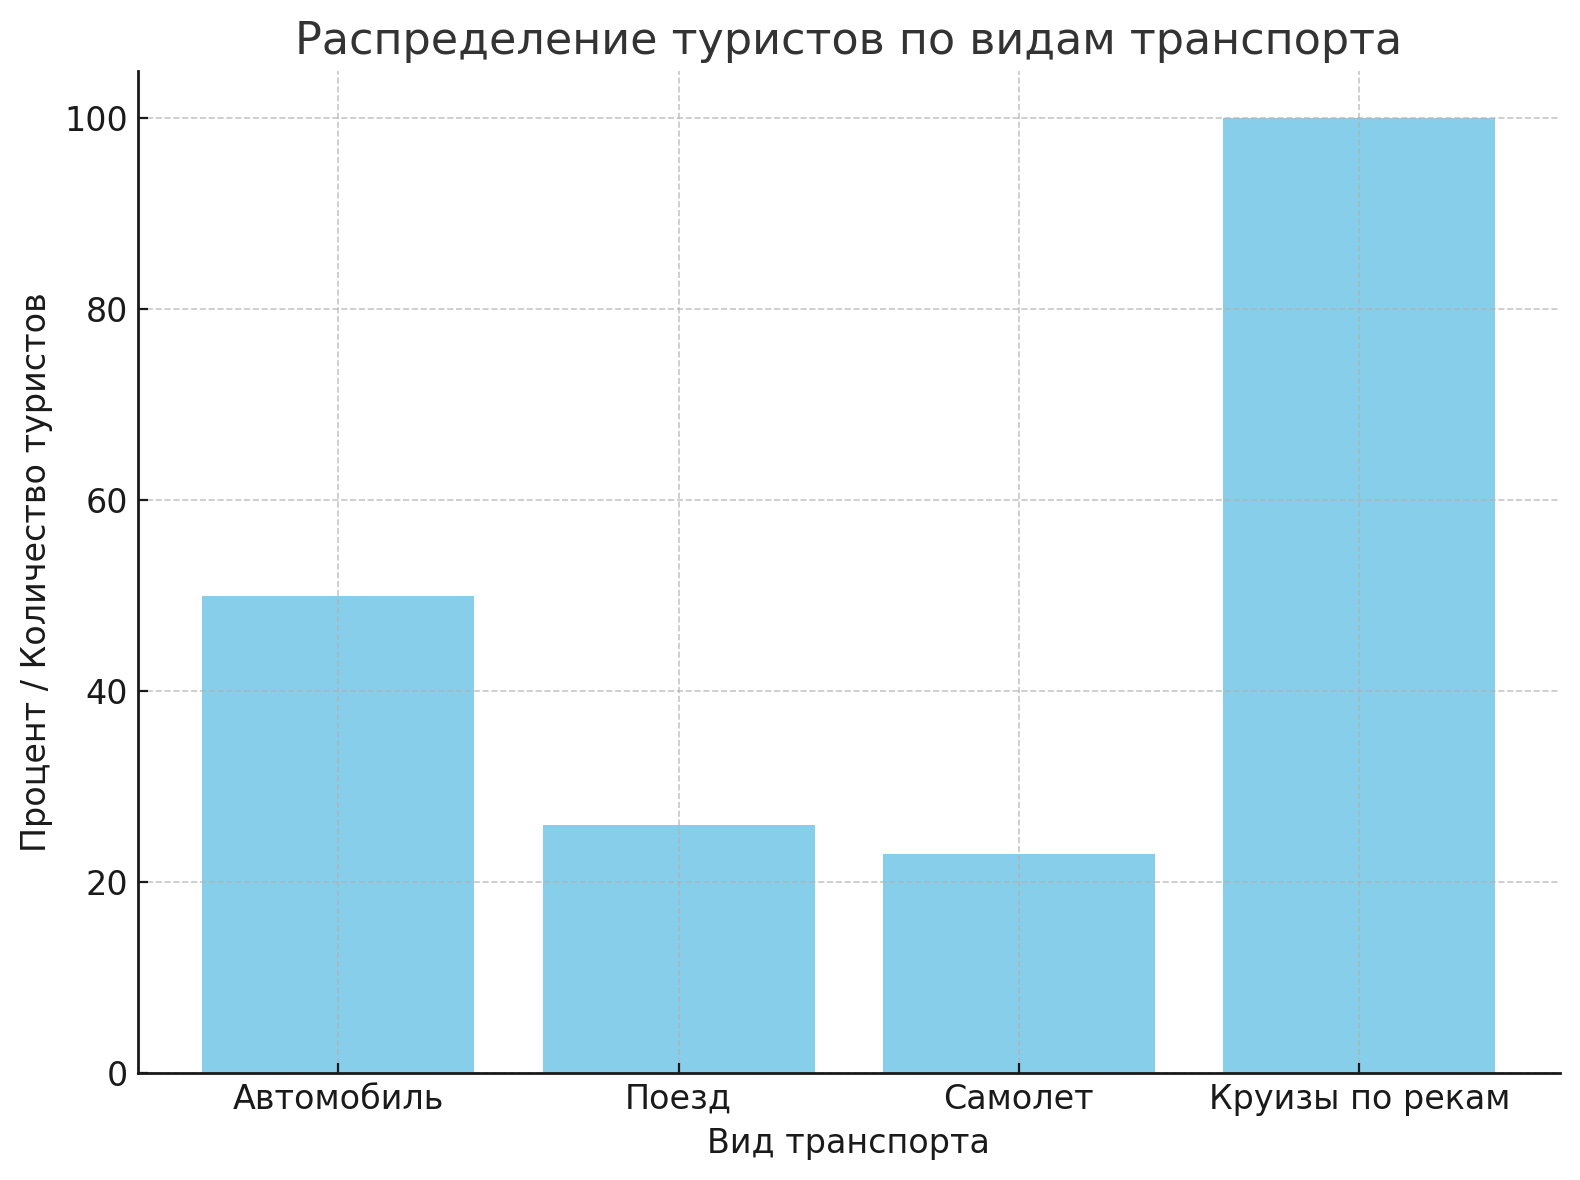 Распределение туристов по видам транспорта
Процент / Количество туристов
100
80
60
40
20
0
Автомобиль
Поезд
Самолет
Круизы по рекам
Вид транспорта